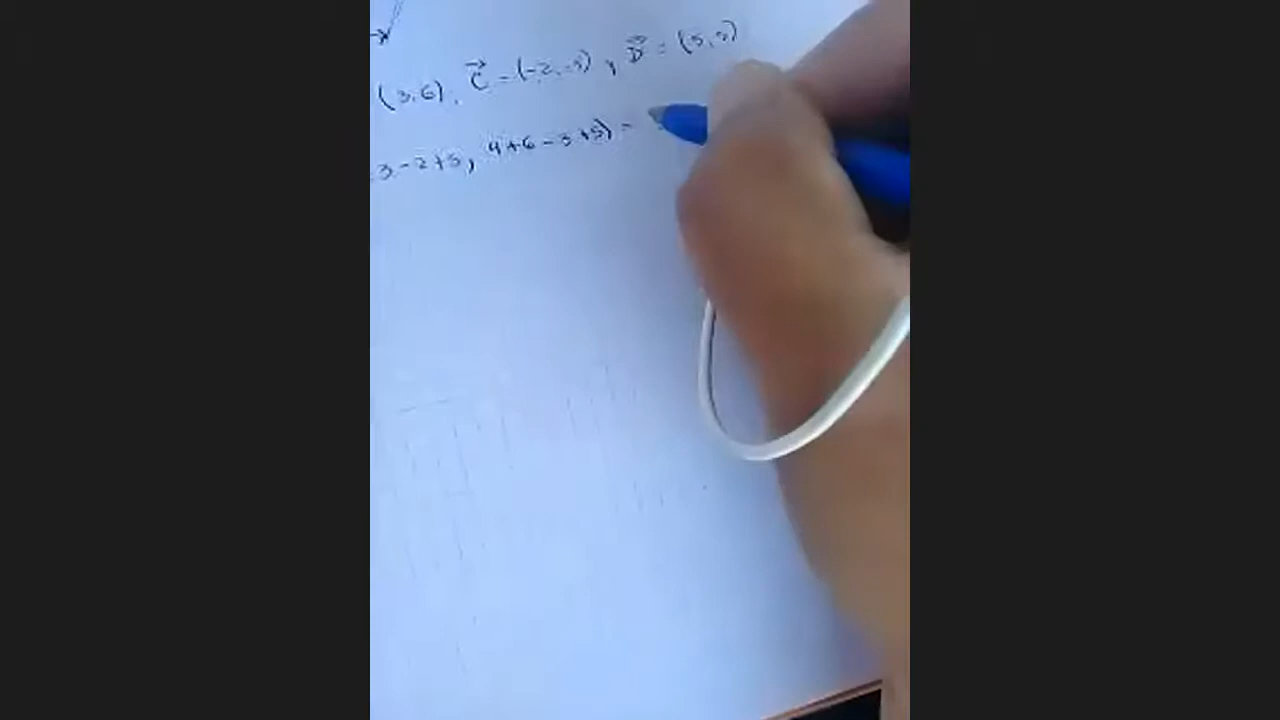 (3,6), C⃗ = (-2,-3) y D⃗ = (5,5)
3-2+5, 4+6-3+5) =